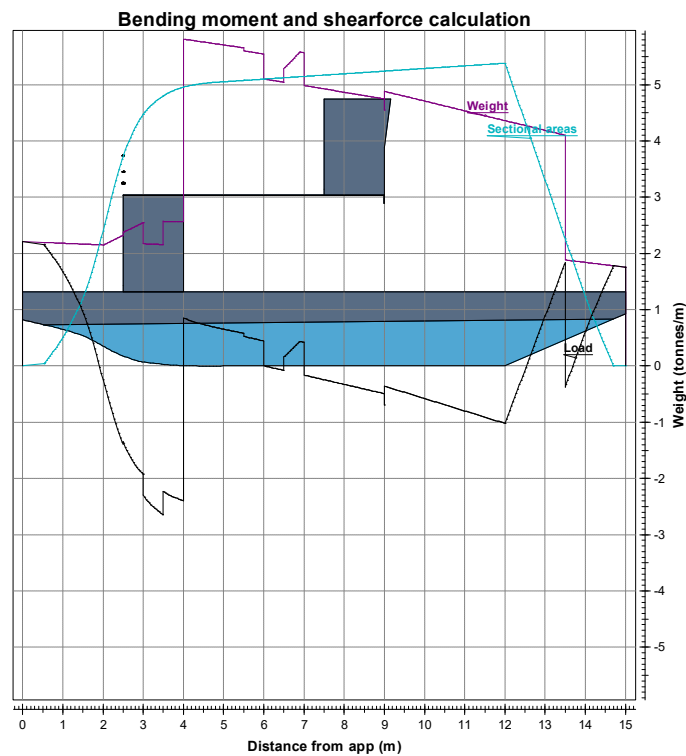 Bending moment and shearforce calculation
5
Weight
Sectional areas
4
3
2
1
Load
0
-1
-2
-3
-4
-5
Weight (tonnes/m)
0 1 2 3 4 5 6 7 8 9 10 11 12 13 14 15
Distance from app (m)